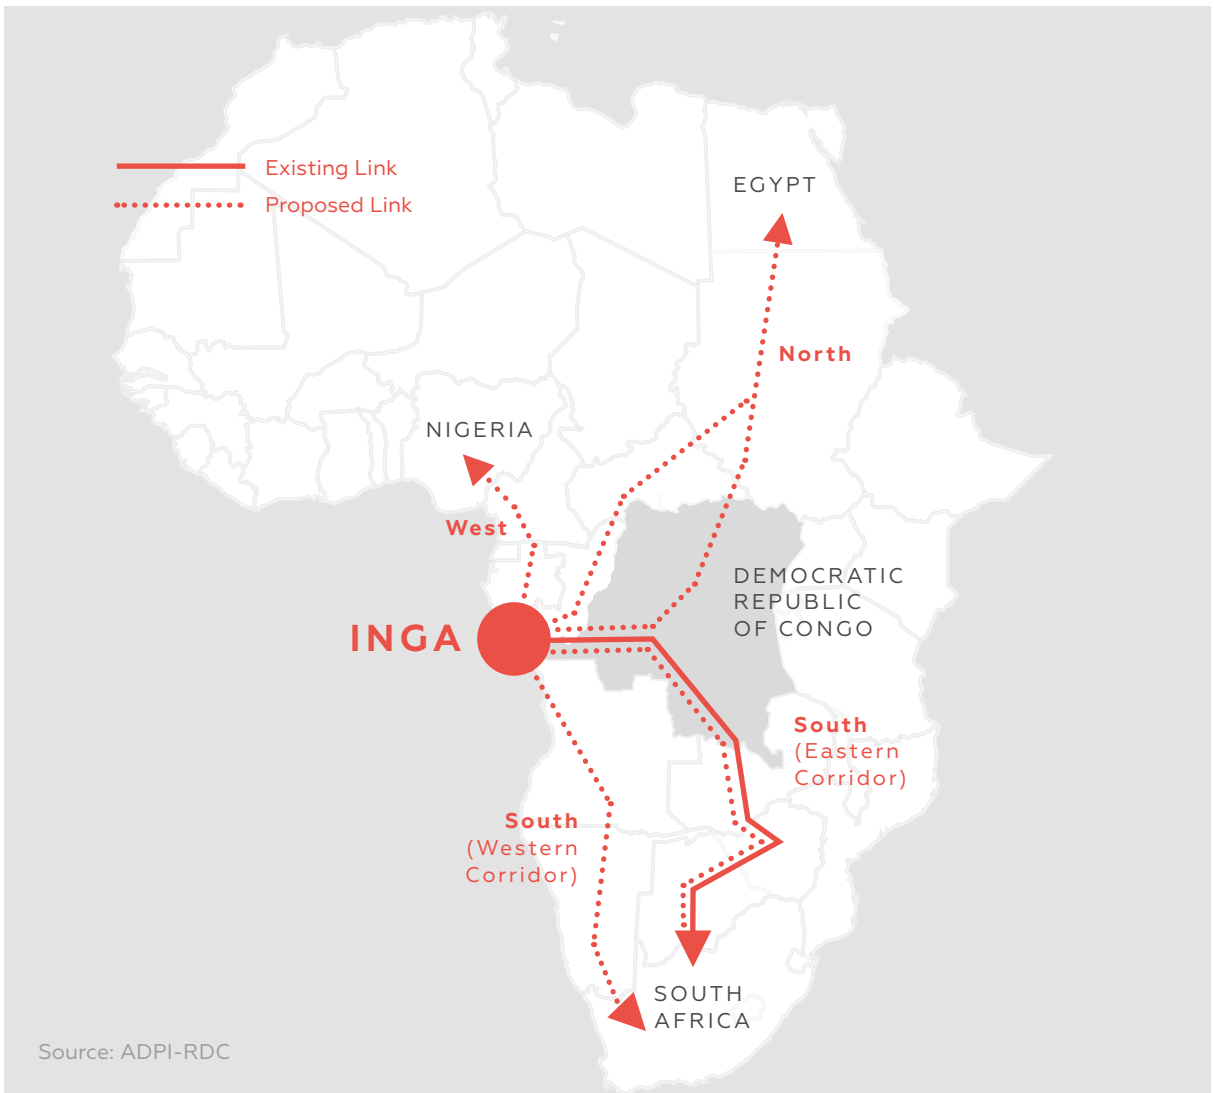 Existing Link
Proposed Link
EGYPT
North
NIGERIA
West
DEMOCRATIC
REPUBLIC
OF CONGO
INGA
South
(Eastern
Corridor)
South
(Western
Corridor)
SOUTH
AFRICA
Source: ADPI-RDC